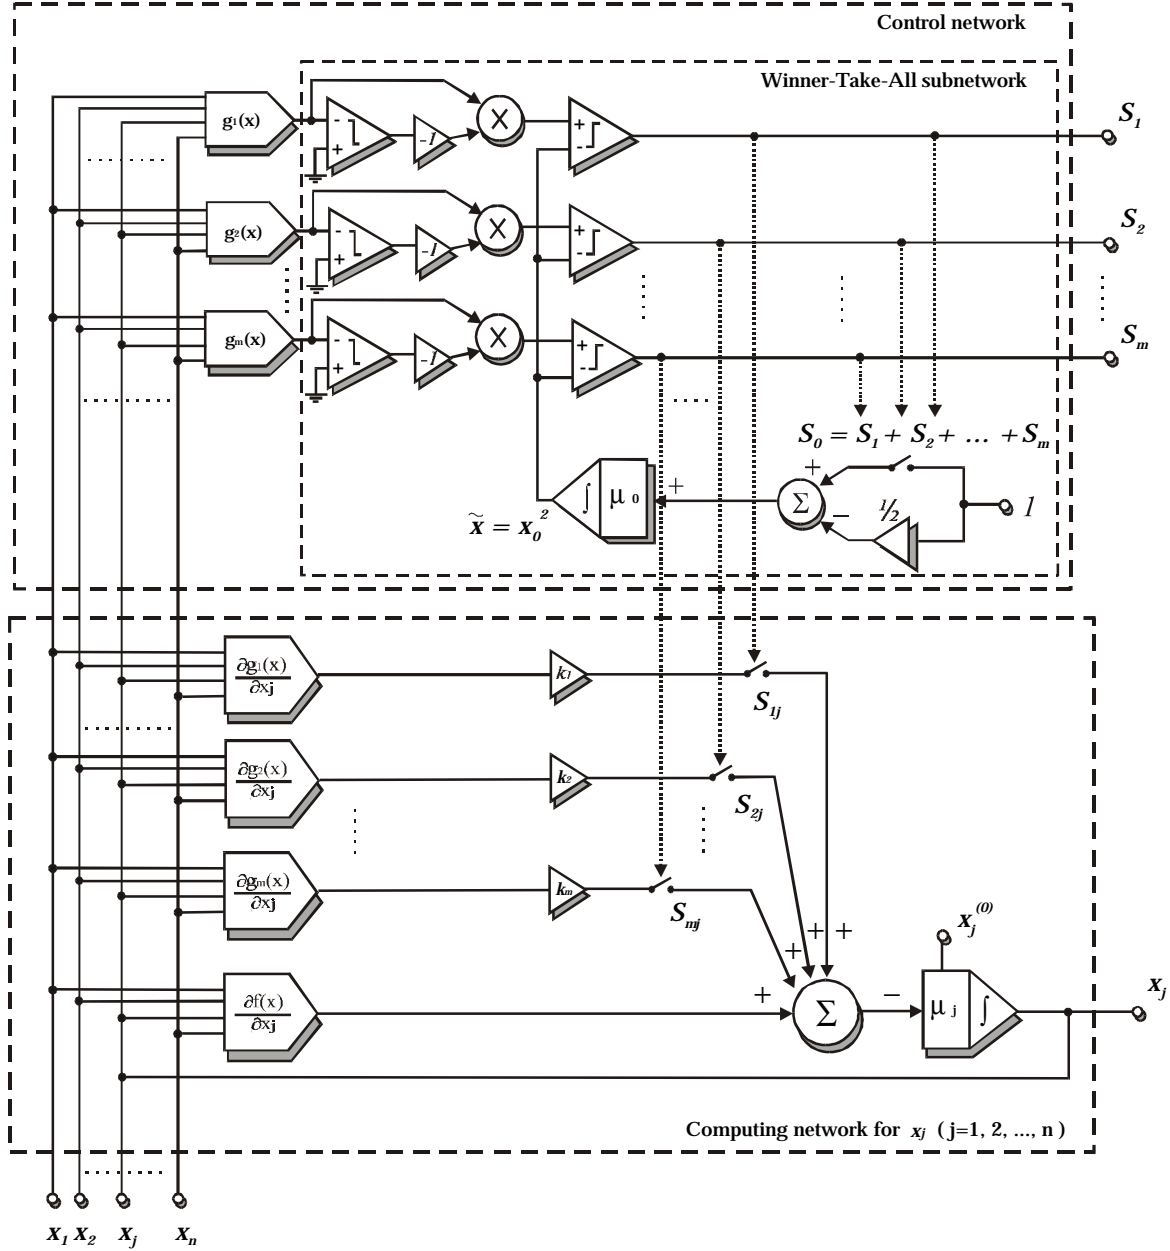 Control network
Winner-Take-All subnetwork
g₁(x) - + -1 X + - S₁
g₂(x) - + -1 X + - S₂
gₘ(x) - + -1 X + - Sₘ
S₀ = S₁ + S₂ + ... + Sₘ
+ Σ − ½ 1
∫ μ₀ +
x̃ = x₀²
∂g₁(x)/∂xj k₁ S₁ⱼ
∂g₂(x)/∂xj k₂ S₂ⱼ
∂gₘ(x)/∂xj kₘ Sₘⱼ
+ + +
xⱼ⁽⁰⁾
∂f(x)/∂xj + Σ − μⱼ ∫ xⱼ
Computing network for xⱼ (j=1, 2, ..., n)
x₁ x₂ xⱼ xₙ